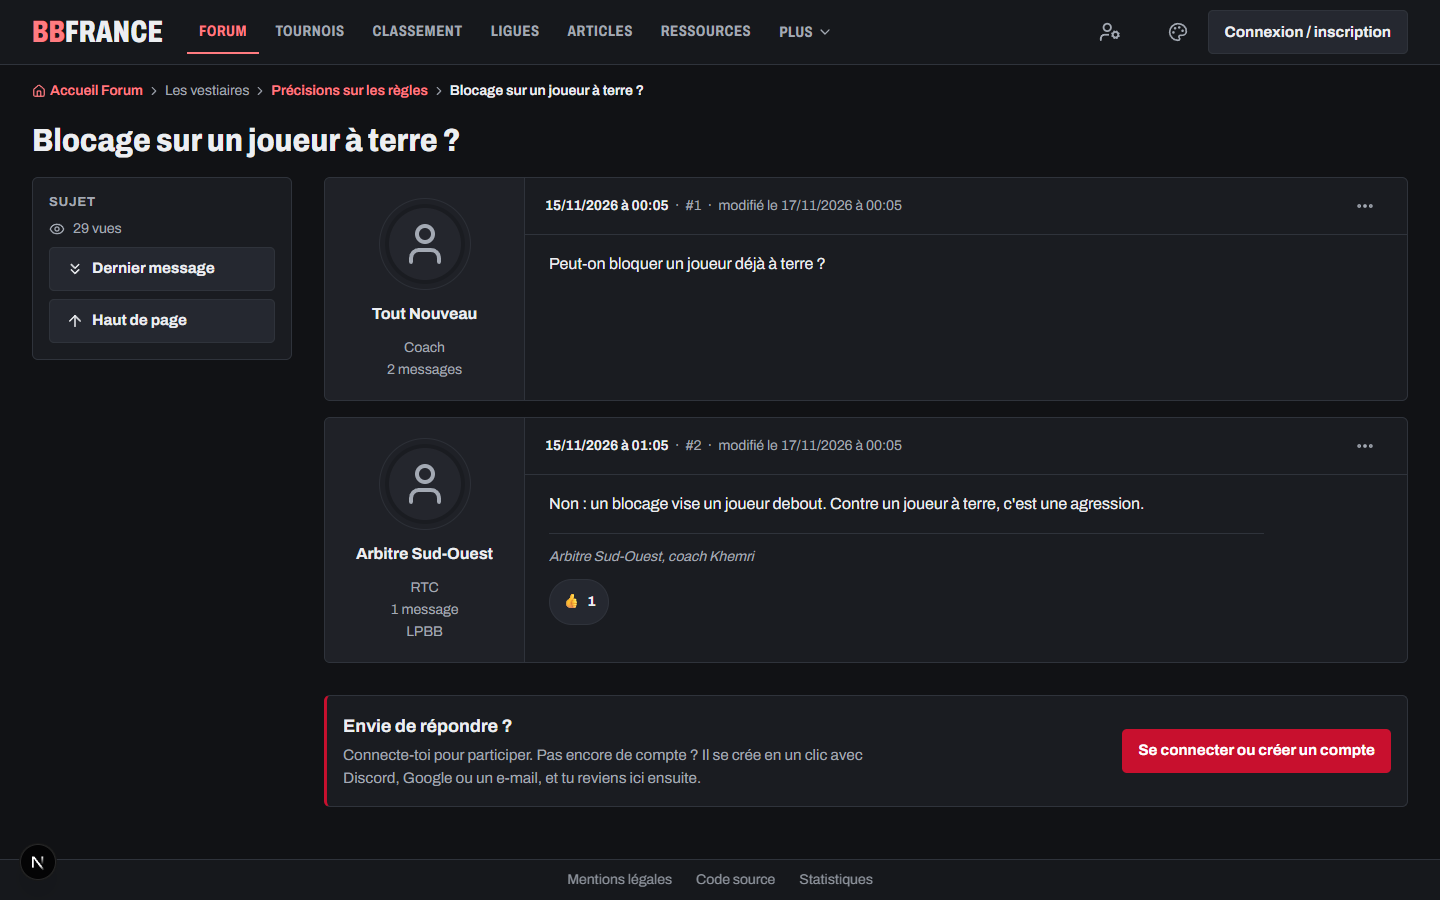 BBFRANCE
FORUM
TOURNOIS
CLASSEMENT
LIGUES
ARTICLES
RESSOURCES
PLUS
Connexion / inscription
Accueil Forum > Les vestiaires > Précisions sur les règles > Blocage sur un joueur à terre ?
Blocage sur un joueur à terre ?
SUJET
29 vues
Dernier message
Haut de page
Tout Nouveau
Coach
2 messages
15/11/2026 à 00:05 · #1 · modifié le 17/11/2026 à 00:05
Peut-on bloquer un joueur déjà à terre ?
Arbitre Sud-Ouest
RTC
1 message
LPBB
15/11/2026 à 01:05 · #2 · modifié le 17/11/2026 à 00:05
Non : un blocage vise un joueur debout. Contre un joueur à terre, c'est une agression.
Arbitre Sud-Ouest, coach Khemri
👍 1
Envie de répondre ?
Connecte-toi pour participer. Pas encore de compte ? Il se crée en un clic avec
Discord, Google ou un e-mail, et tu reviens ici ensuite.
Se connecter ou créer un compte
N
Mentions légales
Code source
Statistiques